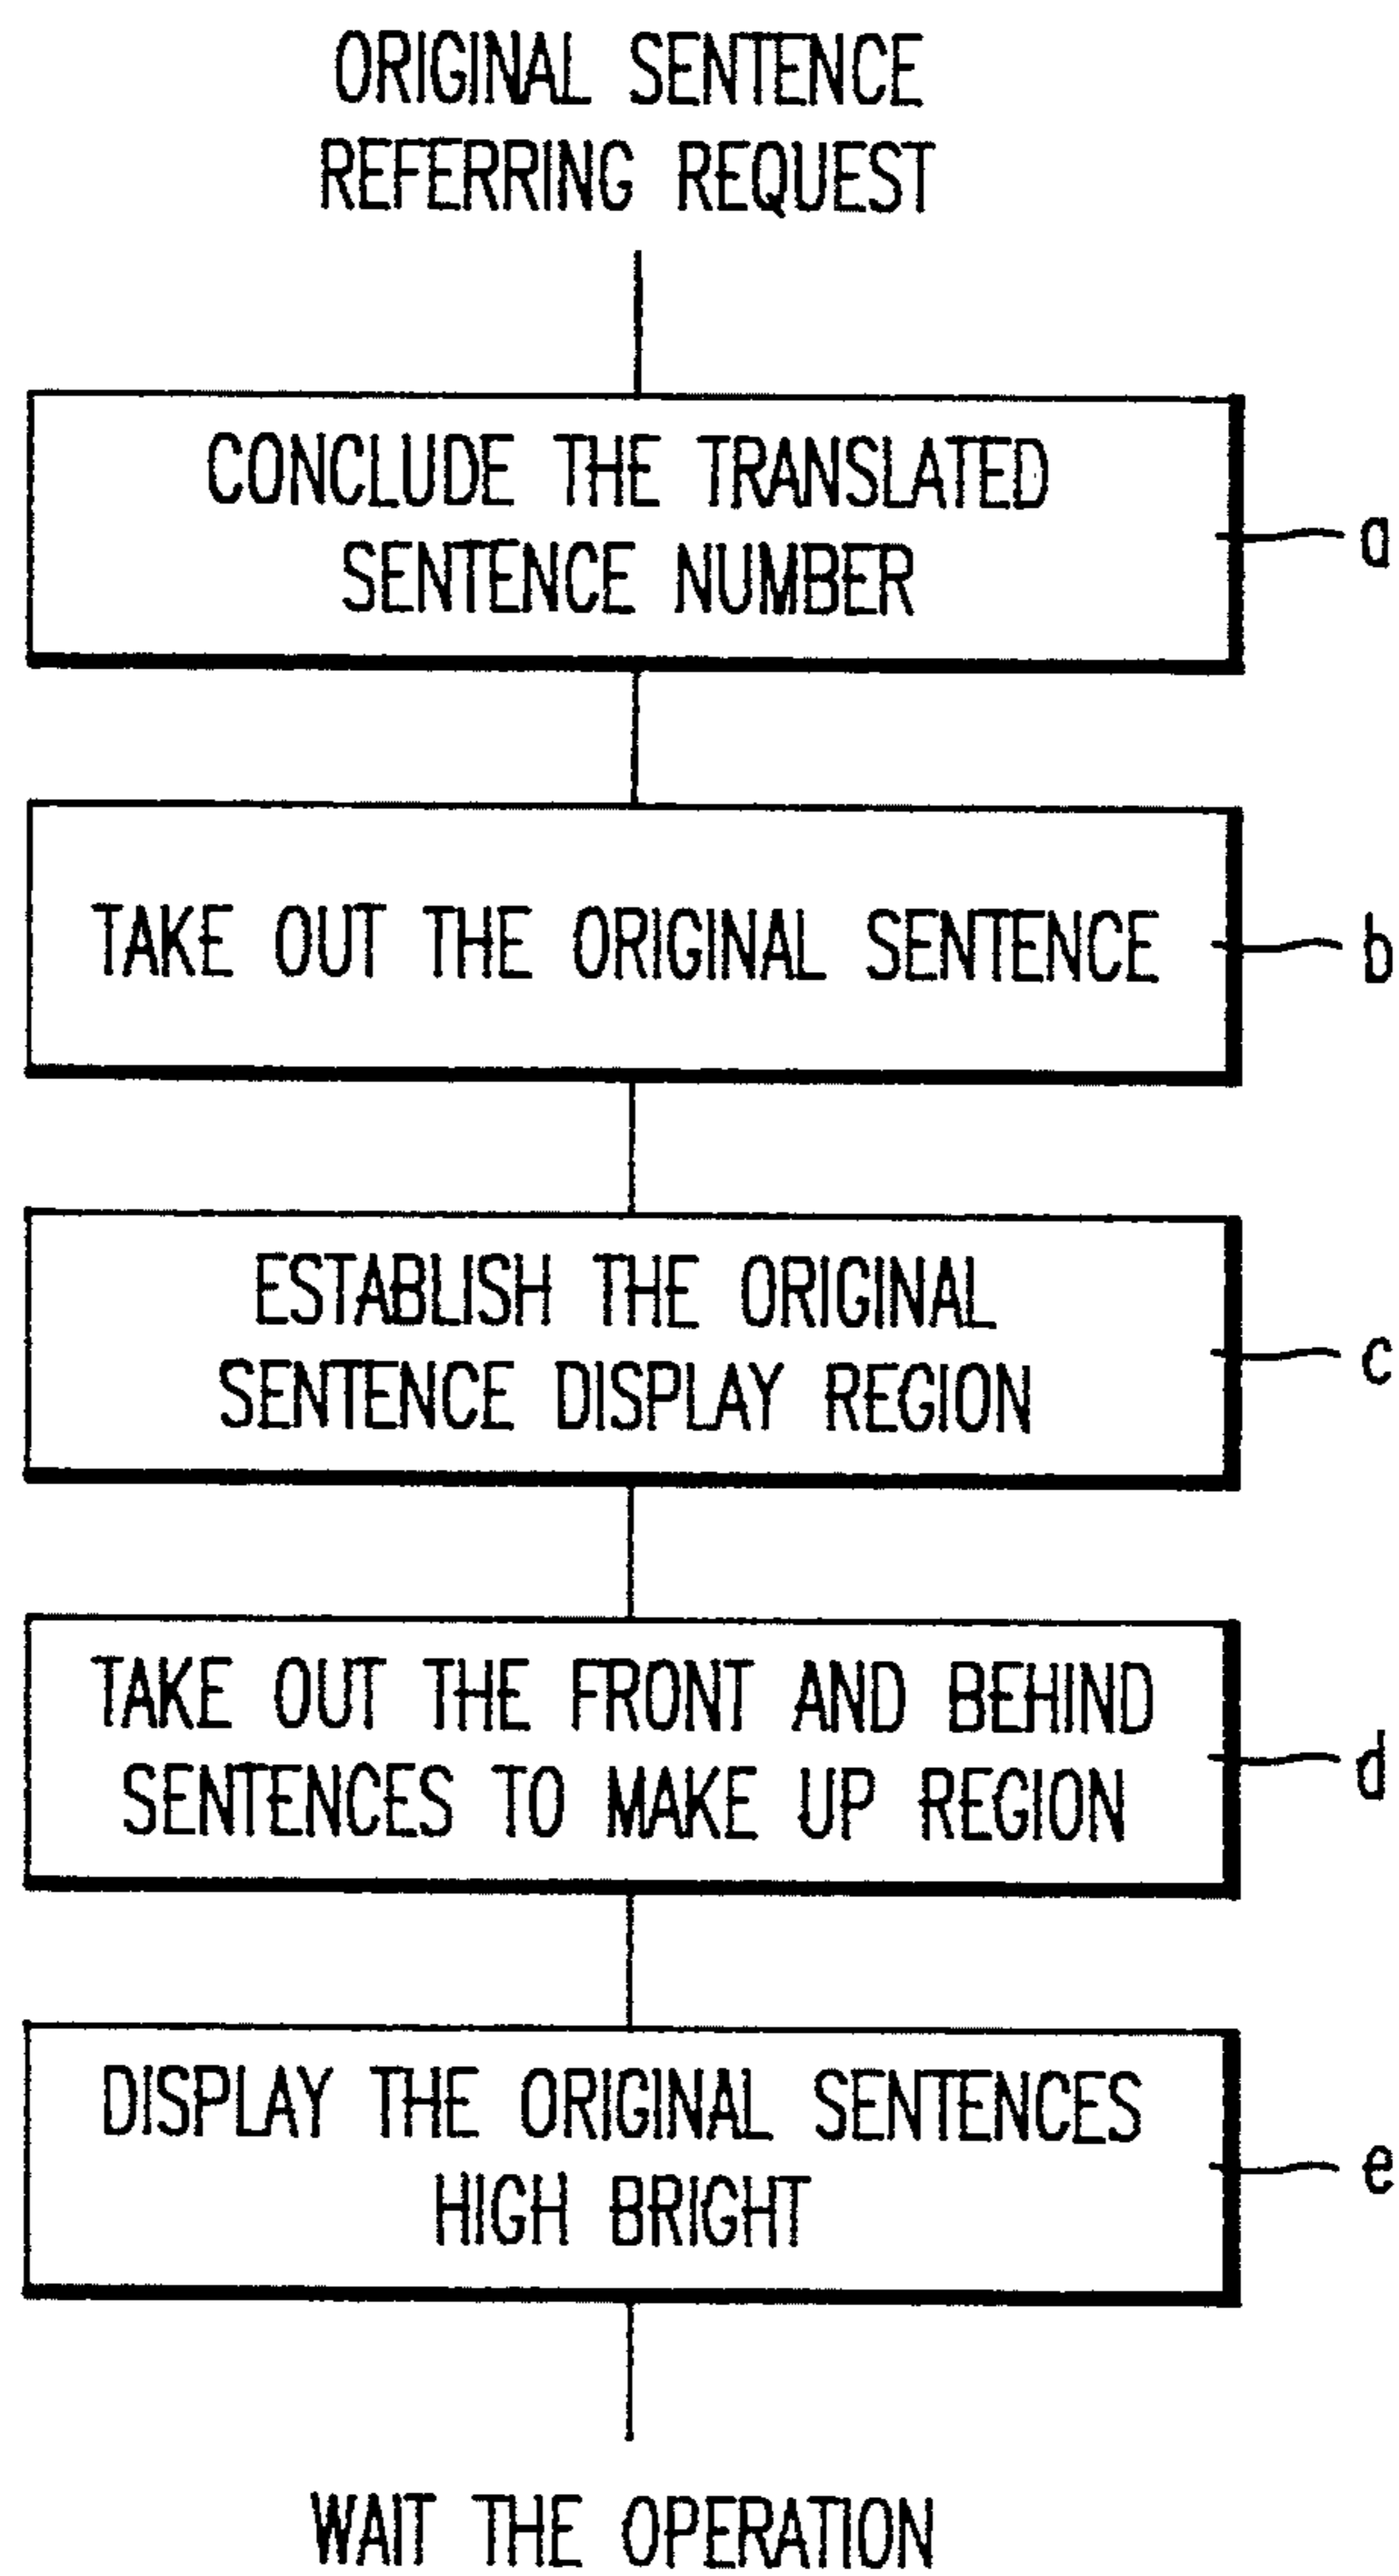 ORIGINAL SENTENCE
REFERRING REQUEST
CONCLUDE THE TRANSLATED
SENTENCE NUMBER
a
TAKE OUT THE ORIGINAL SENTENCE
b
ESTABLISH THE ORIGINAL
SENTENCE DISPLAY REGION
c
TAKE OUT THE FRONT AND BEHIND
SENTENCES TO MAKE UP REGION
d
DISPLAY THE ORIGINAL SENTENCES
HIGH BRIGHT
e
WAIT THE OPERATION